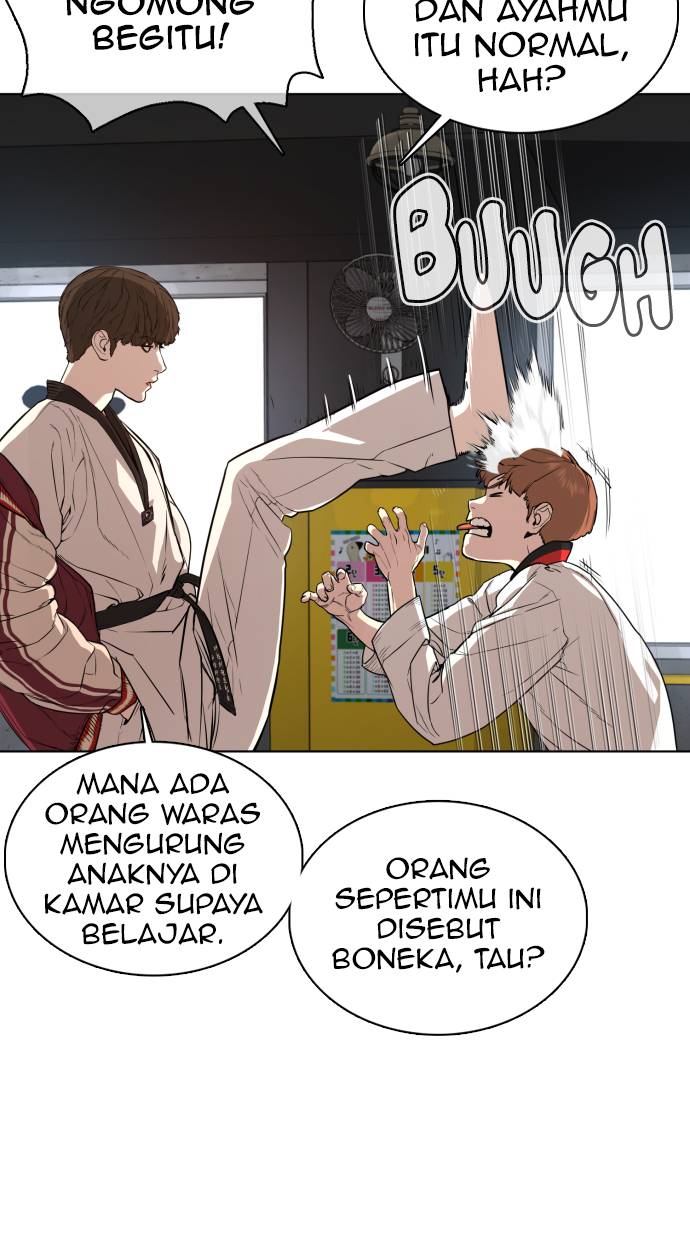 NGOMONG
BEGITU!
DAN AYAHMU
ITU NORMAL,
HAH?
BUUGH
MANA ADA
ORANG WARAS
MENGURUNG
ANAKNYA DI
KAMAR SUPAYA
BELAJAR.
ORANG
SEPERTIMU INI
DISEBUT
BONEKA, TAU?